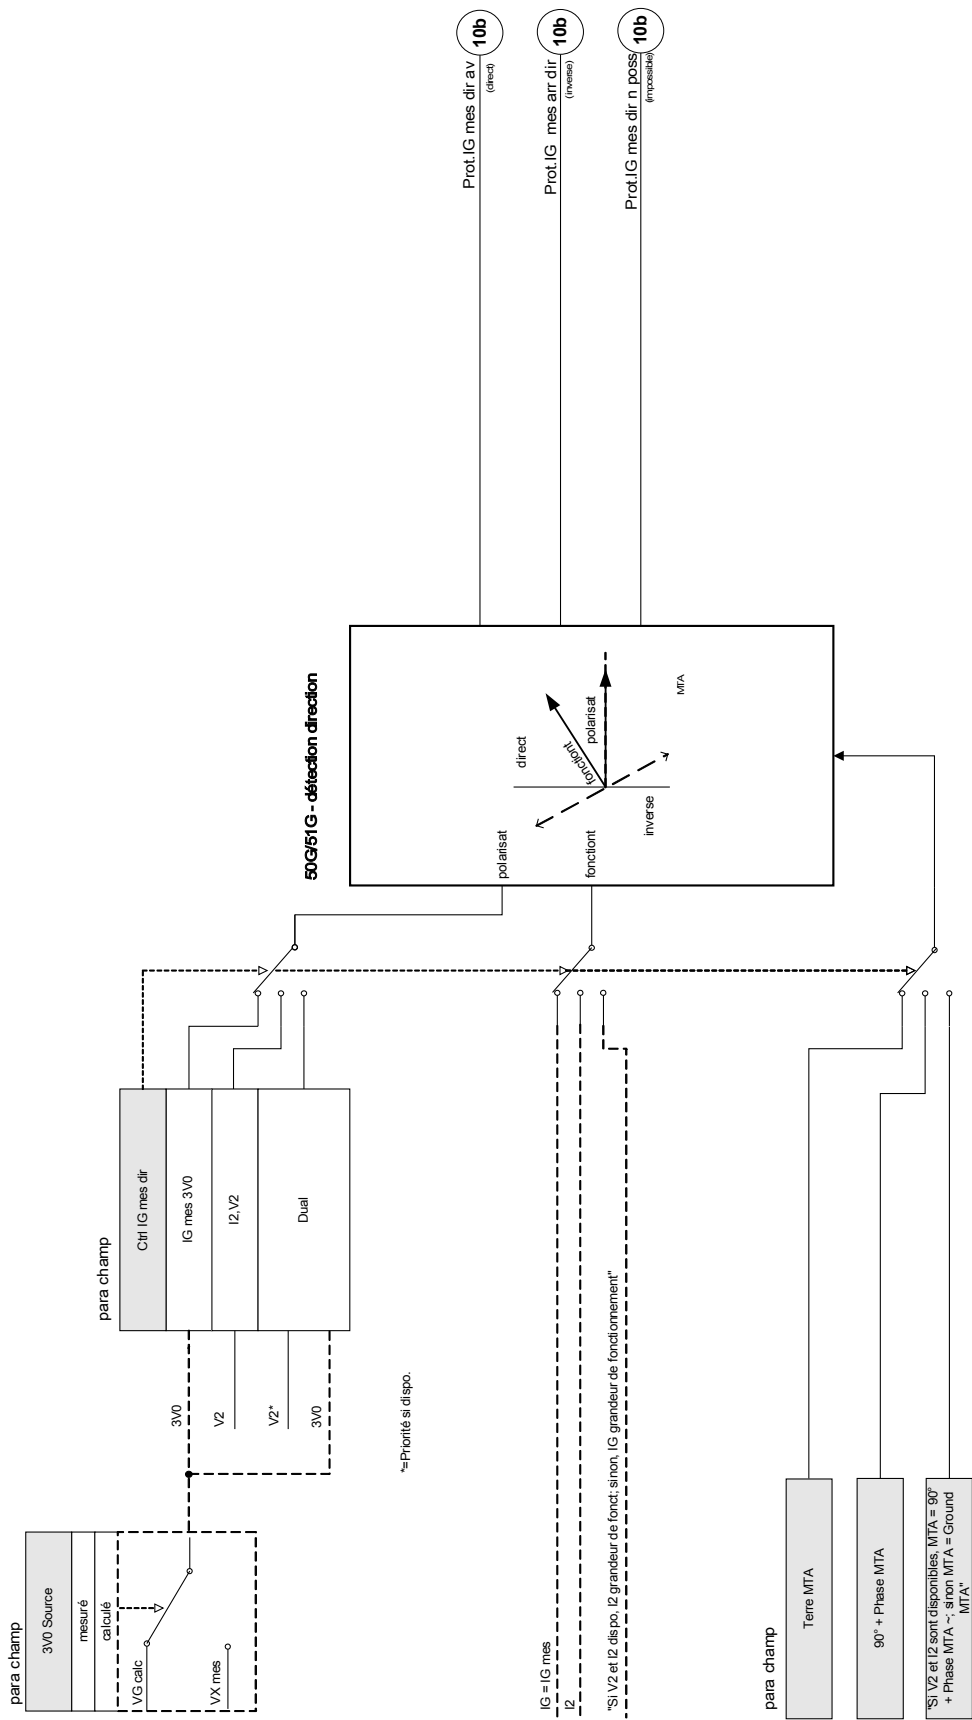 para champ
3V0 Source
mesuré
calculé
VG calc
VX mes
para champ
Ctrl IG mes dir
IG mes 3V0
I2,V2
Dual
3V0
V2
V2*
3V0
*=Priorité si dispo.
IG = IG mes
I2
"Si V2 et I2 dispo, I2 grandeur de fonct; sinon, IG grandeur de fonctionnement"
para champ
Terre MTA
90° + Phase MTA
"Si V2 et I2 sont disponibles, MTA = 90°
+ Phase MTA ~; sinon MTA = Ground
MTA"
50G/51G - détection direction
polarisat
fonctiont
direct
inverse
fonctiont
polarisat
MTA
Prot.IG mes dir av
(direct)
10b
Prot.IG mes arr dir
(inverse)
10b
Prot.IG mes dir n poss
(impossible)
10b